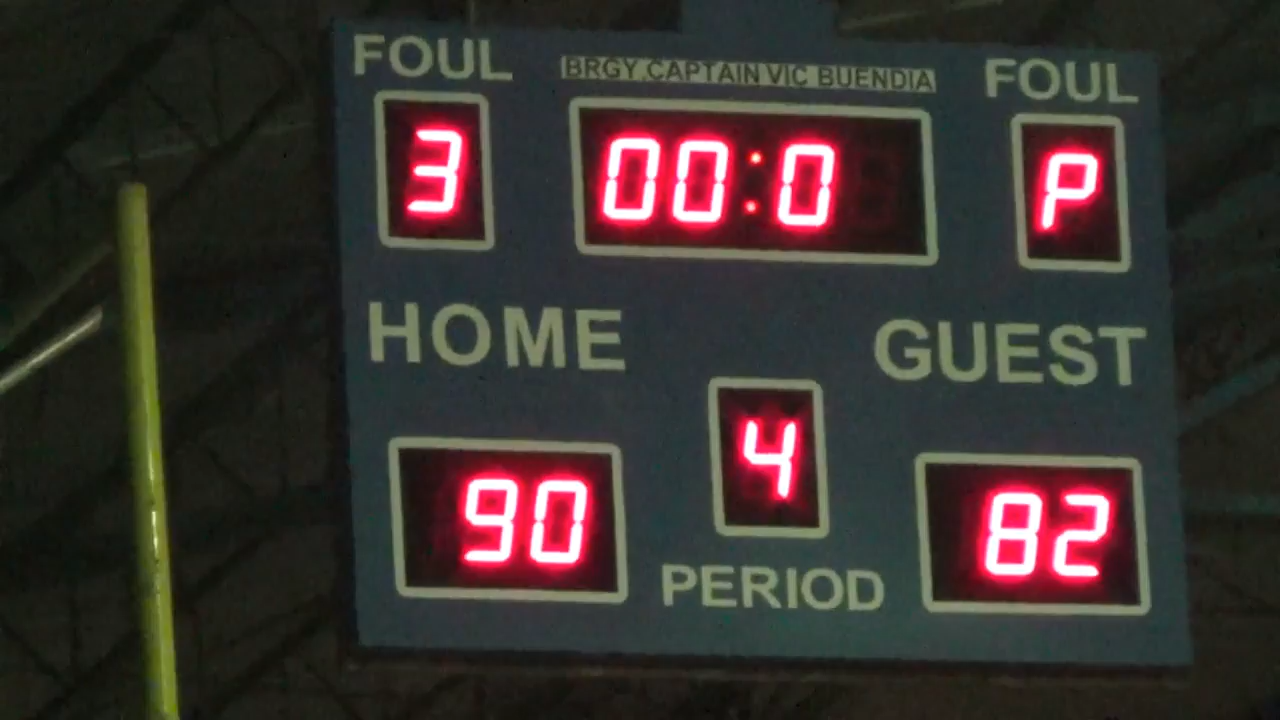 FOUL BRGY.CAPTAIN VIC BUENDIA FOUL
3 00:0 P
HOME GUEST
4
90 82
PERIOD